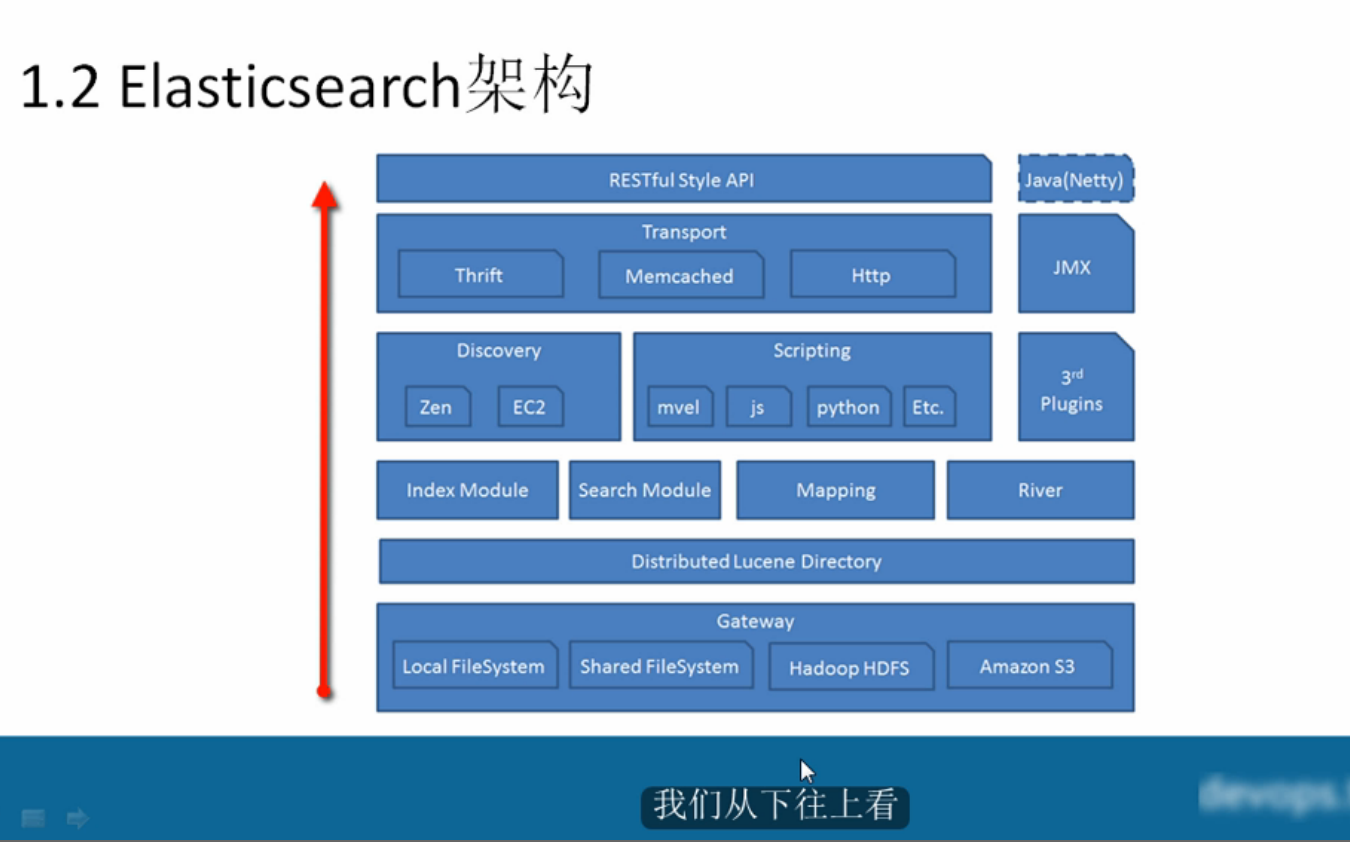 1.2 Elasticsearch架构
RESTful Style API
Java(Netty)
Transport
Thrift
Memcached
Http
JMX
Discovery
Zen
EC2
Scripting
mvel
js
python
Etc.
3rd
Plugins
Index Module
Search Module
Mapping
River
Distributed Lucene Directory
Gateway
Local FileSystem
Shared FileSystem
Hadoop HDFS
Amazon S3
我们从下往上看
devops.